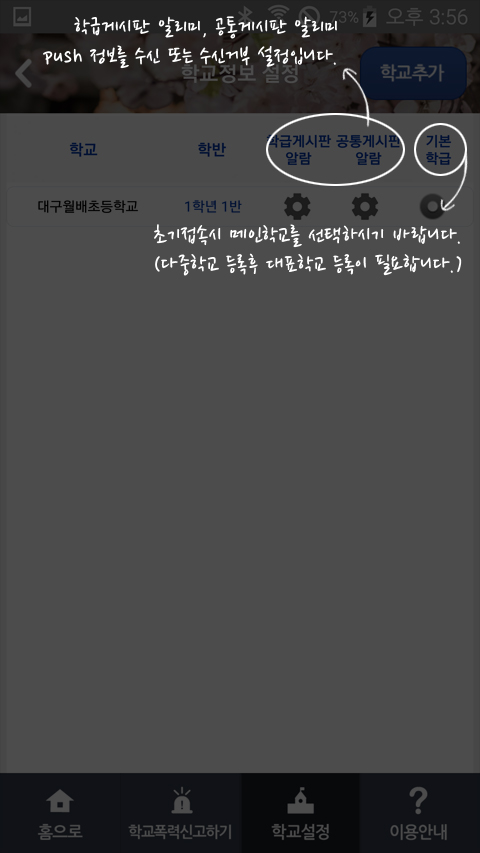 73% 오후 3:56
학급게시판 알리미, 공통게시판 알리미
push 정보를 수신 또는 수신거부 설정입니다.
학교정보 설정
학교추가
학교 학반 학급게시판 알람 공통게시판 알람 기본 학급
대구월배초등학교 1학년 1반
초기접속시 메인학교를 선택하시기 바랍니다.
(다중학교 등록후 대표학교 등록이 필요합니다.)
홈으로 학교폭력신고하기 학교설정 이용안내